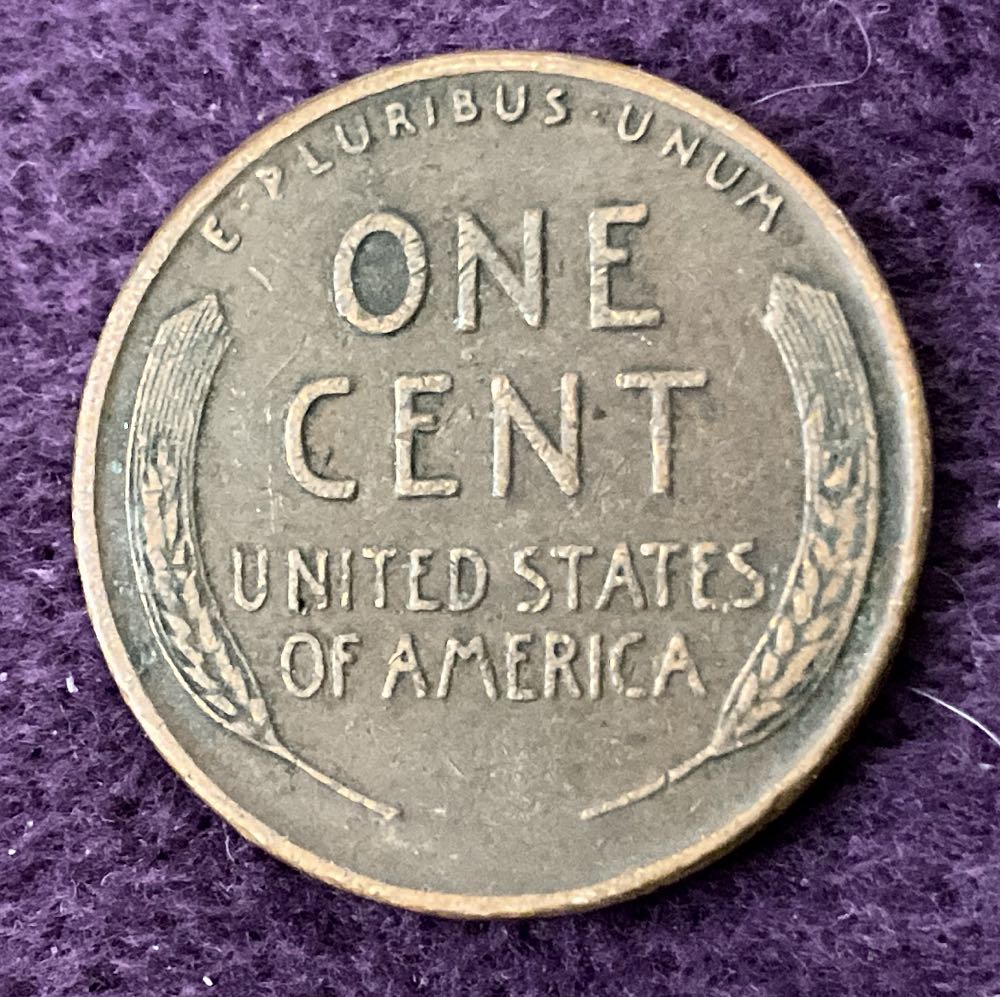 E·PLURIBUS·UNUM
ONE
CENT
UNITED STATES
OF AMERICA